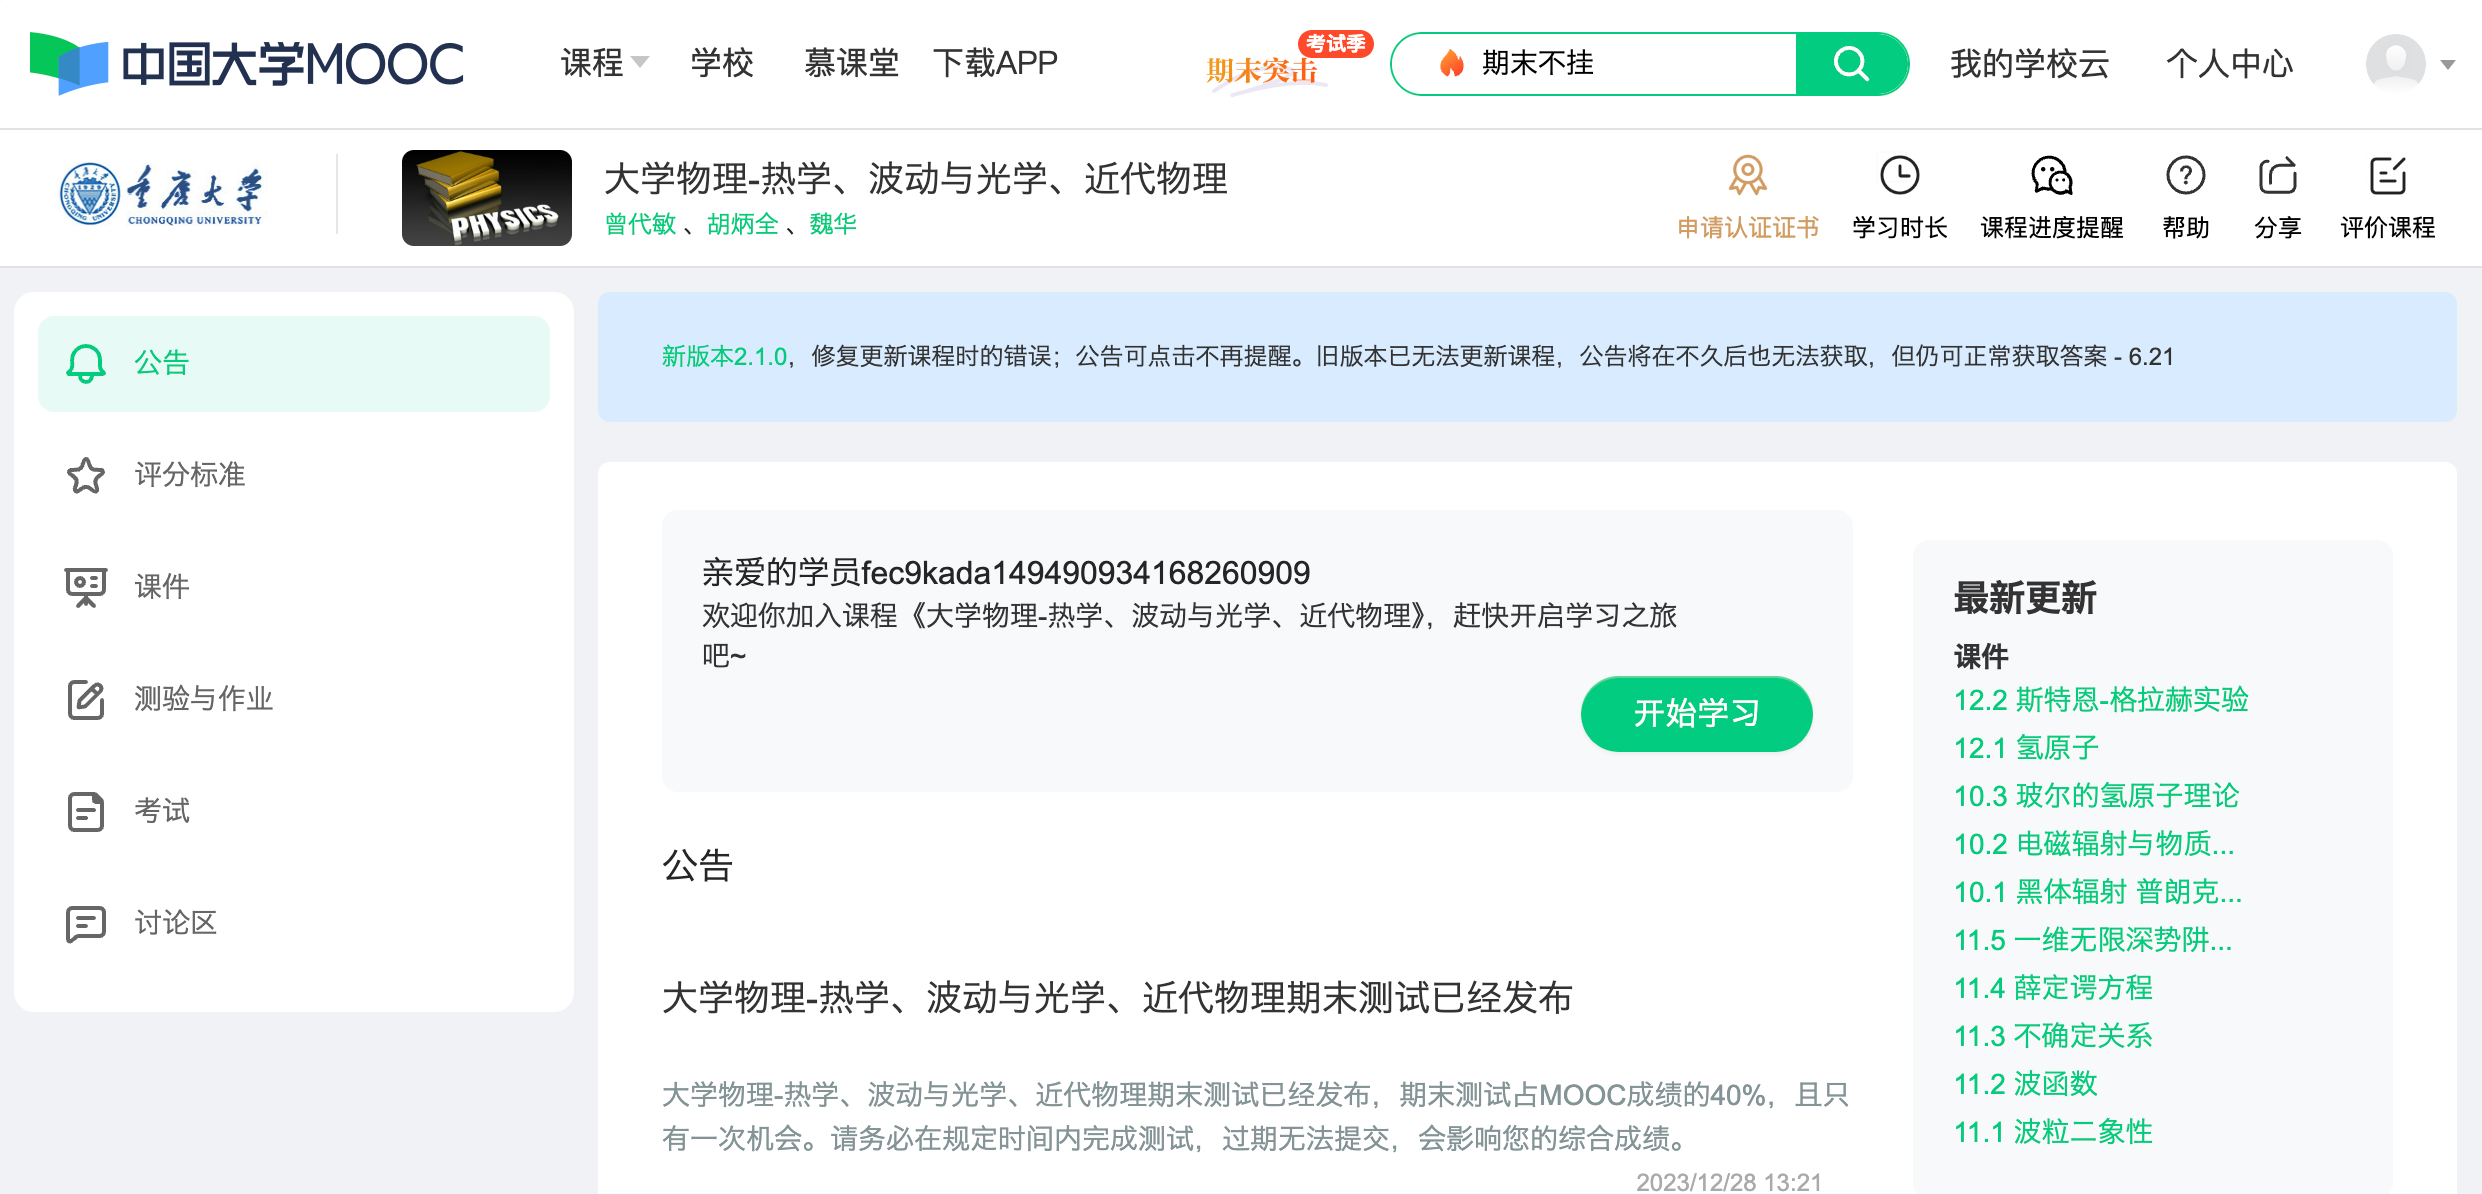 中国大学MOOC
课程
学校
慕课堂
下载APP
期末突击
考试季
期末不挂
我的学校云
个人中心
重庆大学
CHONGQING UNIVERSITY
PHYSICS
大学物理-热学、波动与光学、近代物理
曾代敏 、胡炳全 、魏华
申请认证证书
学习时长
课程进度提醒
帮助
分享
评价课程
公告
评分标准
课件
测验与作业
考试
讨论区
新版本2.1.0，修复更新课程时的错误；公告可点击不再提醒。旧版本已无法更新课程，公告将在不久后也无法获取，但仍可正常获取答案 - 6.21
亲爱的学员fec9kada149490934168260909
欢迎你加入课程《大学物理-热学、波动与光学、近代物理》，赶快开启学习之旅
吧~
开始学习
公告
大学物理-热学、波动与光学、近代物理期末测试已经发布
大学物理-热学、波动与光学、近代物理期末测试已经发布，期末测试占MOOC成绩的40%，且只
有一次机会。请务必在规定时间内完成测试，过期无法提交，会影响您的综合成绩。
2023/12/28 13:21
最新更新
课件
12.2 斯特恩-格拉赫实验
12.1 氢原子
10.3 玻尔的氢原子理论
10.2 电磁辐射与物质...
10.1 黑体辐射 普朗克...
11.5 一维无限深势阱...
11.4 薛定谔方程
11.3 不确定关系
11.2 波函数
11.1 波粒二象性